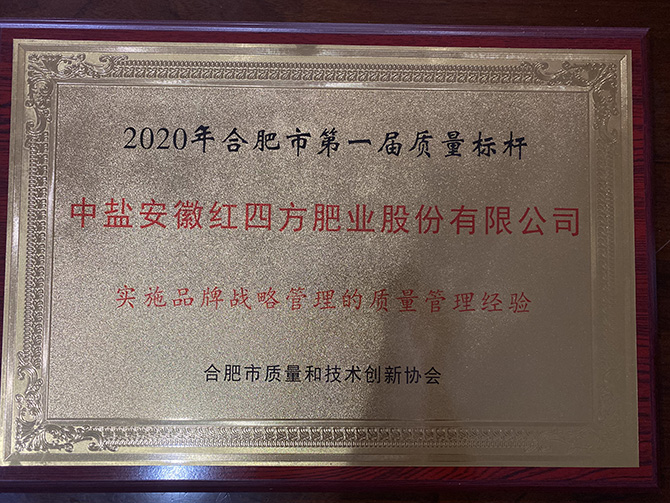 2020年合肥市第一届质量标杆
中盐安徽红四方肥业股份有限公司
实施品牌战略管理的质量管理经验
合肥市质量和技术创新协会